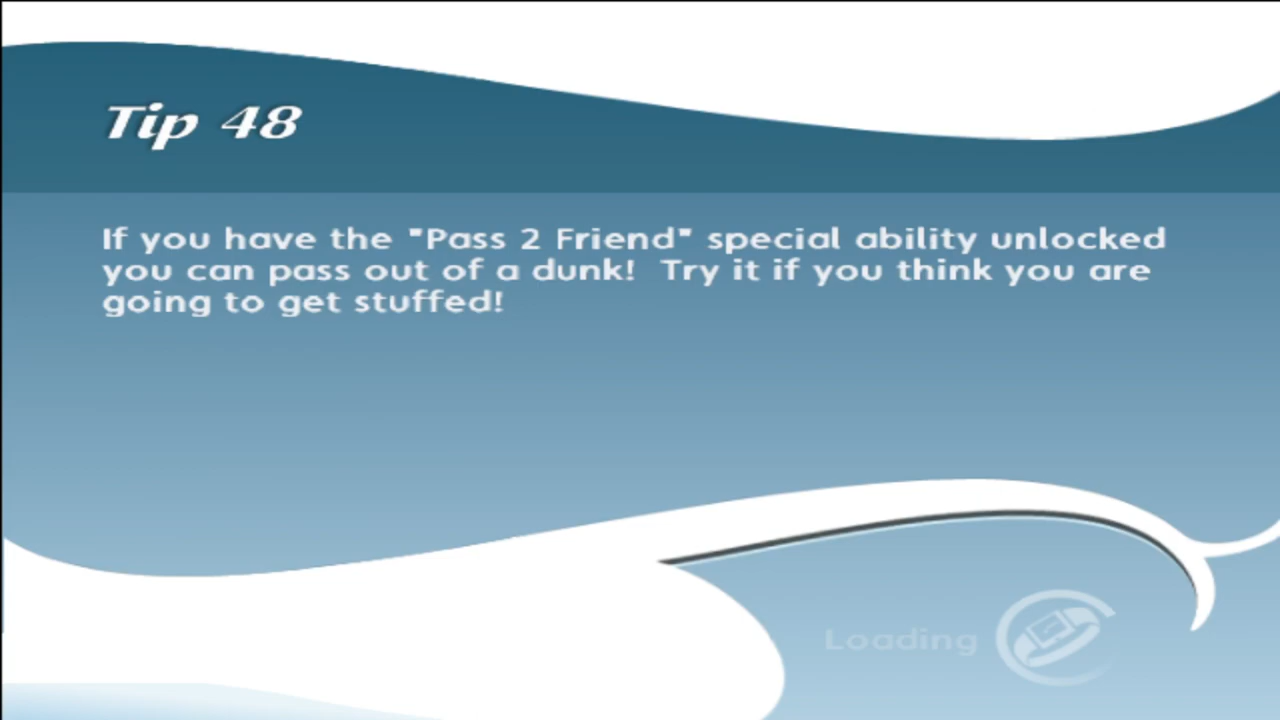 Tip 48
If you have the "Pass 2 Friend" special ability unlocked
you can pass out of a dunk!  Try it if you think you are
going to get stuffed!
Loading